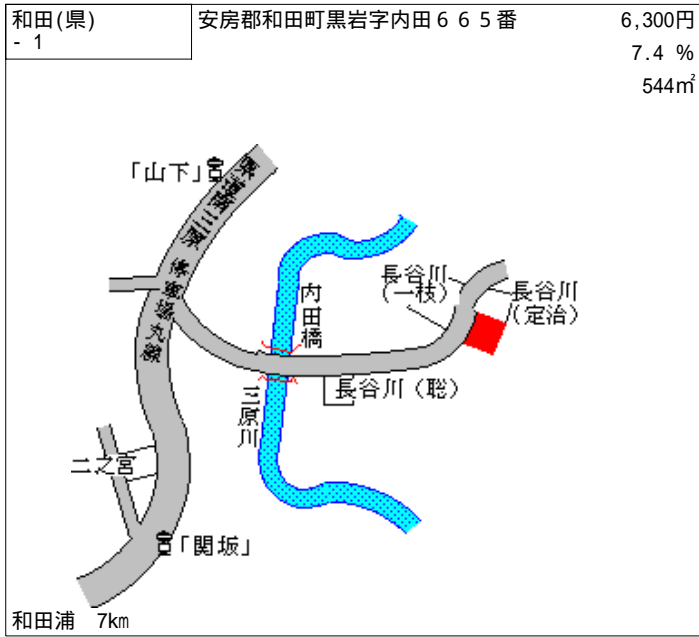 和田(県)
- 1
安房郡和田町黒岩字内田６６５番
6,300円
7.4 %
544㎡
「山下」
内田橋
長谷川
(一枝)
長谷川
(定治)
長谷川 (聡)
三原川
二之宮
「関坂」
和田浦 7km